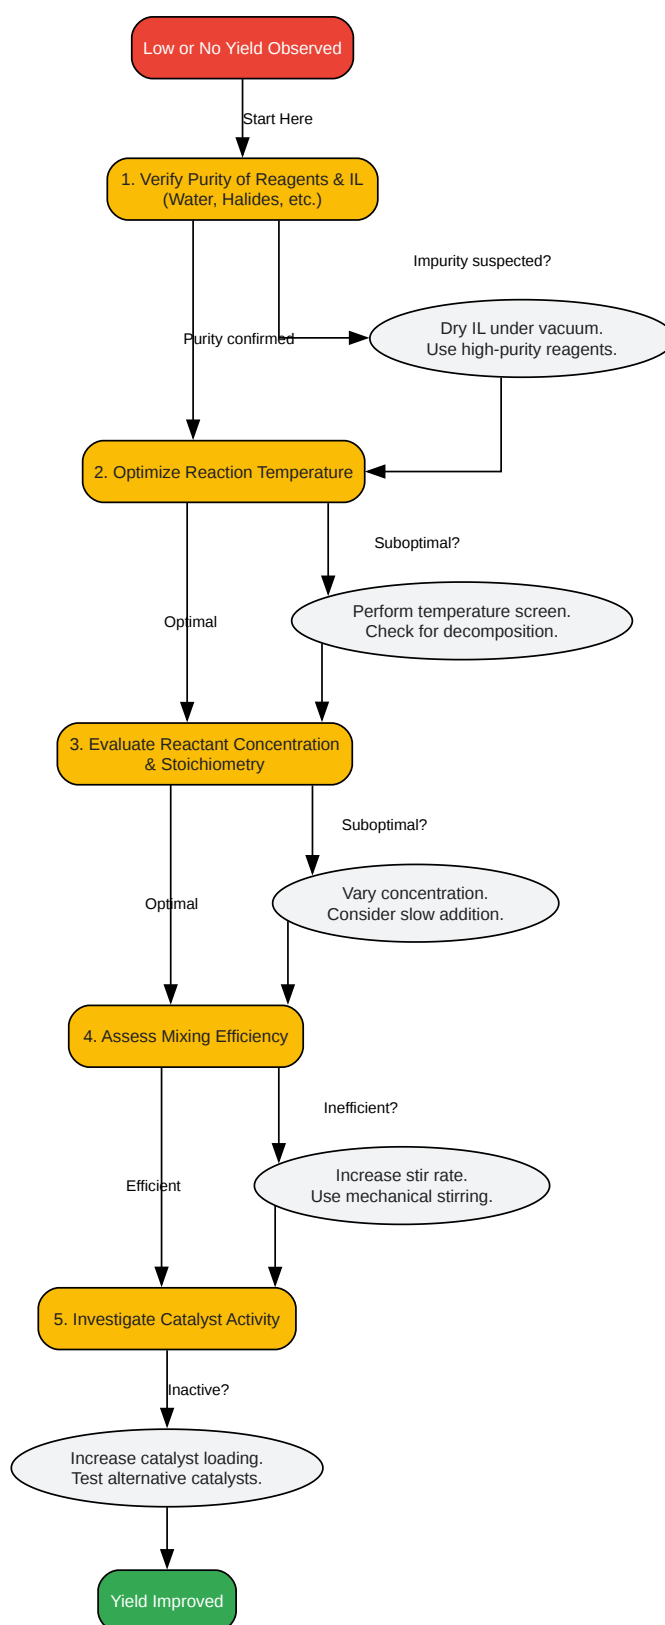 Low or No Yield Observed
Start Here
1. Verify Purity of Reagents & IL
(Water, Halides, etc.)
Impurity suspected?
Purity confirmed
Dry IL under vacuum.
Use high-purity reagents.
2. Optimize Reaction Temperature
Suboptimal?
Optimal
Perform temperature screen.
Check for decomposition.
3. Evaluate Reactant Concentration
& Stoichiometry
Suboptimal?
Optimal
Vary concentration.
Consider slow addition.
4. Assess Mixing Efficiency
Inefficient?
Efficient
Increase stir rate.
Use mechanical stirring.
5. Investigate Catalyst Activity
Inactive?
Increase catalyst loading.
Test alternative catalysts.
Yield Improved